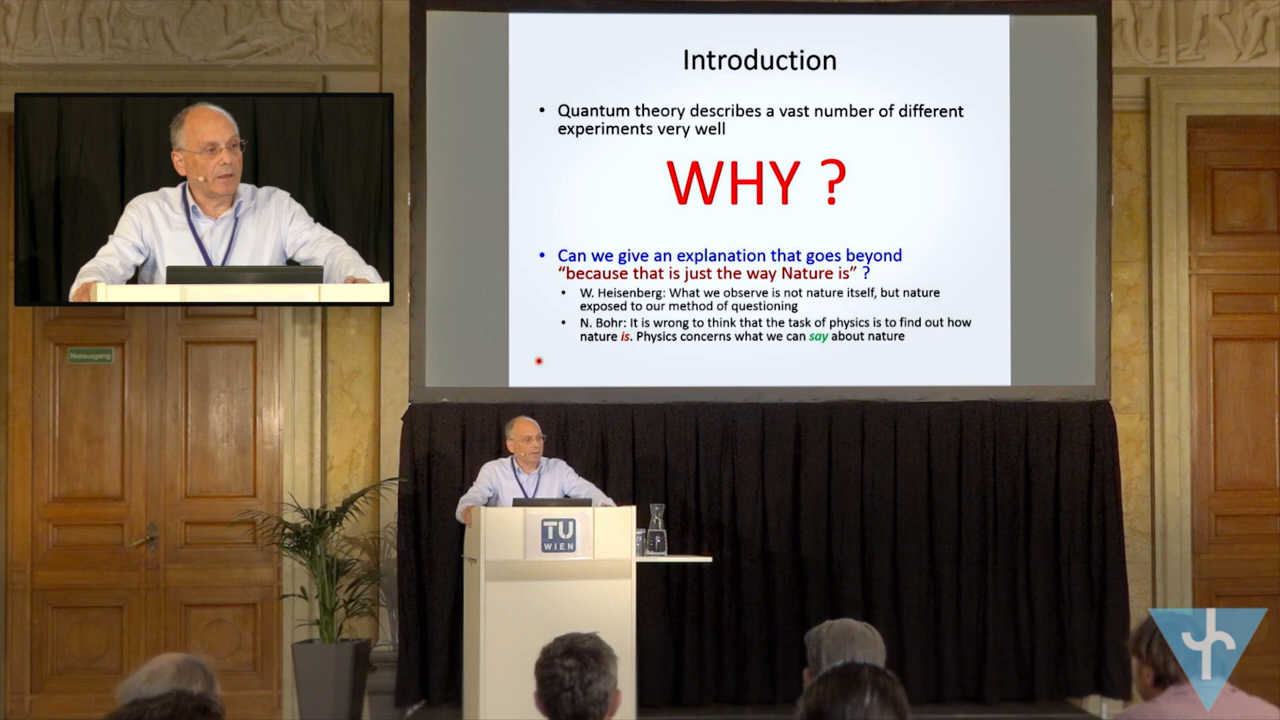 Introduction
• Quantum theory describes a vast number of different
experiments very well
WHY ?
• Can we give an explanation that goes beyond
“because that is just the way Nature is” ?
• W. Heisenberg: What we observe is not nature itself, but nature
exposed to our method of questioning
• N. Bohr: It is wrong to think that the task of physics is to find out how
nature is. Physics concerns what we can say about nature
Notausgang
TU
WIEN